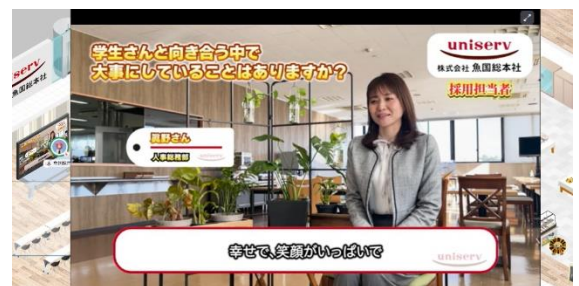 学生さんと向き合う中で
大事にしていることはありますか？
uniserv
株式会社 魚国総本社
採用担当者
眞野さん
人事総務部
幸せで、笑顔がいっぱいで
uniserv